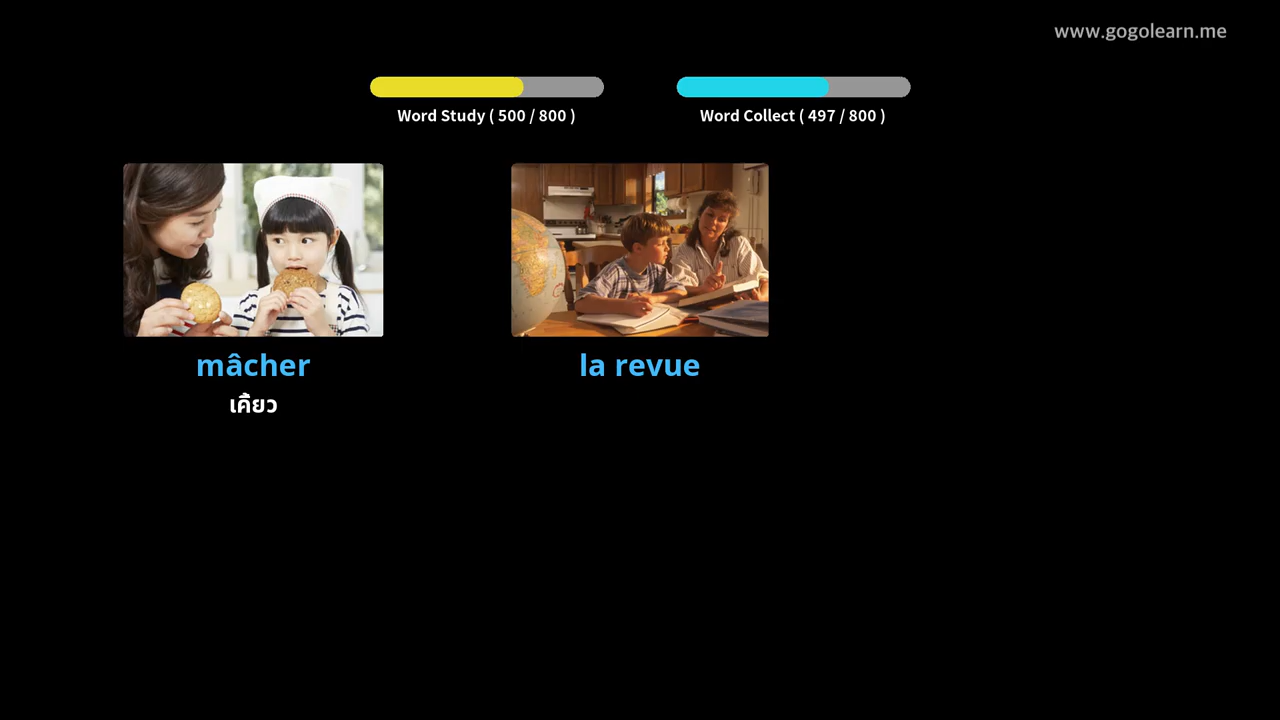 www.gogolearn.me
Word Study ( 500 / 800 )
Word Collect ( 497 / 800 )
mâcher
la revue
เคี้ยว